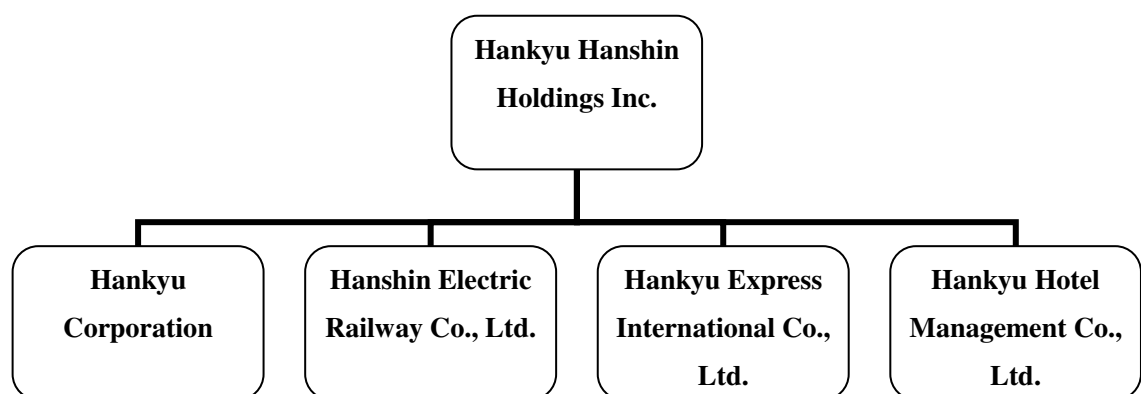 Hankyu Hanshin
Holdings Inc.
Hankyu
Corporation
Hanshin Electric
Railway Co., Ltd.
Hankyu Express
International Co.,
Ltd.
Hankyu Hotel
Management Co.,
Ltd.